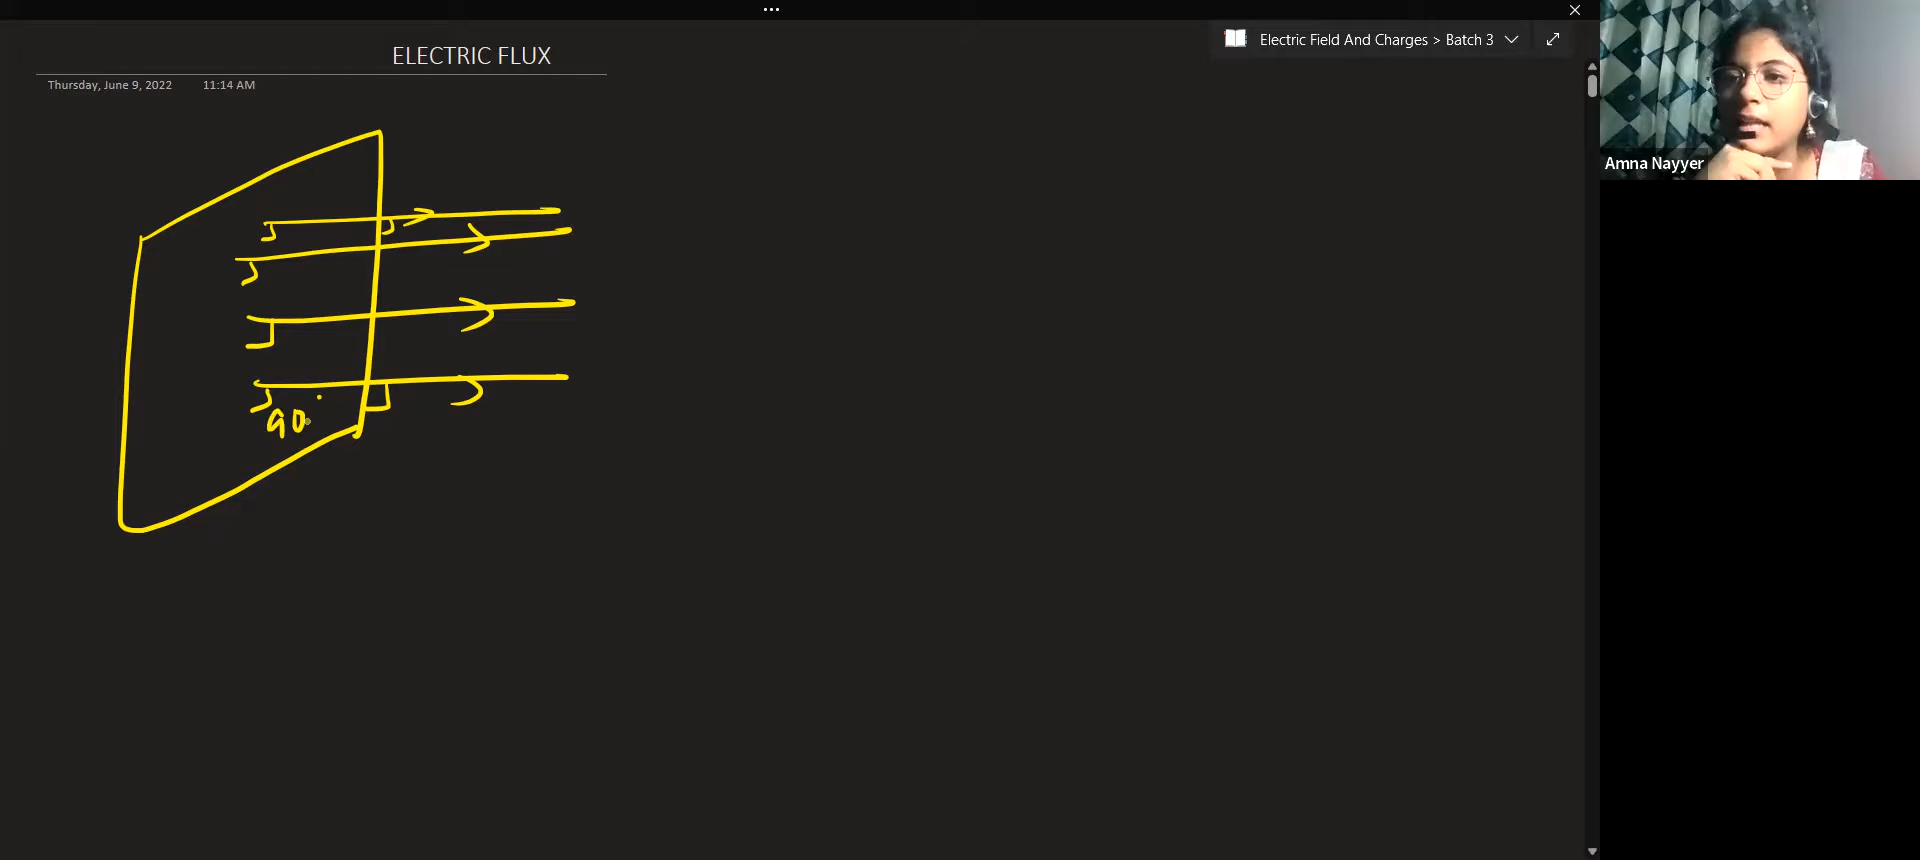 ELECTRIC FLUX
Electric Field And Charges > Batch 3
Thursday, June 9, 2022 11:14 AM
Amna Nayyer
90°